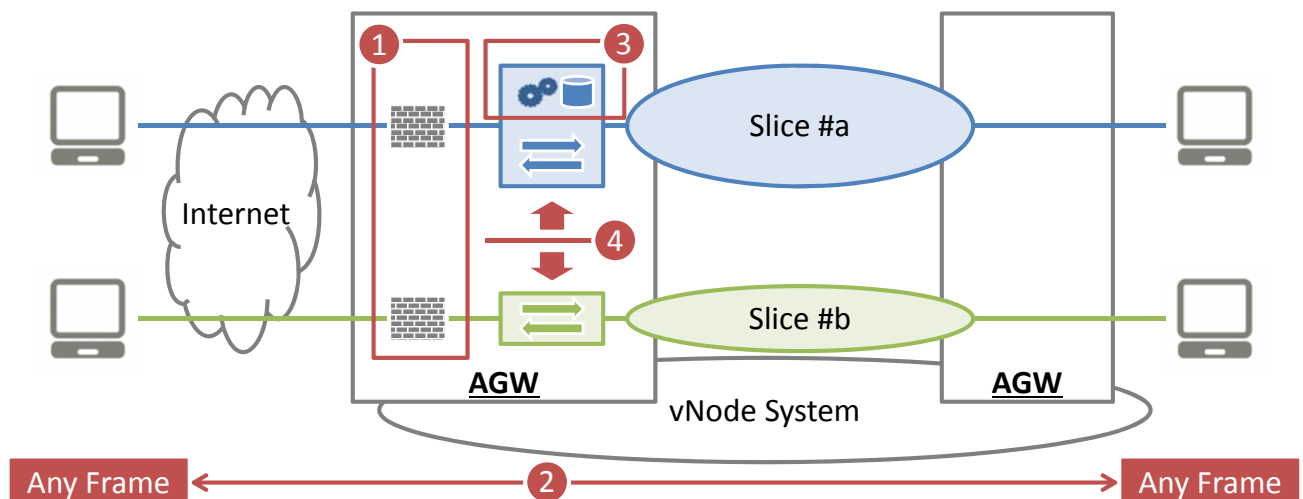 1
3
Slice #a
Internet
4
Slice #b
AGW
AGW
vNode System
Any Frame
2
Any Frame